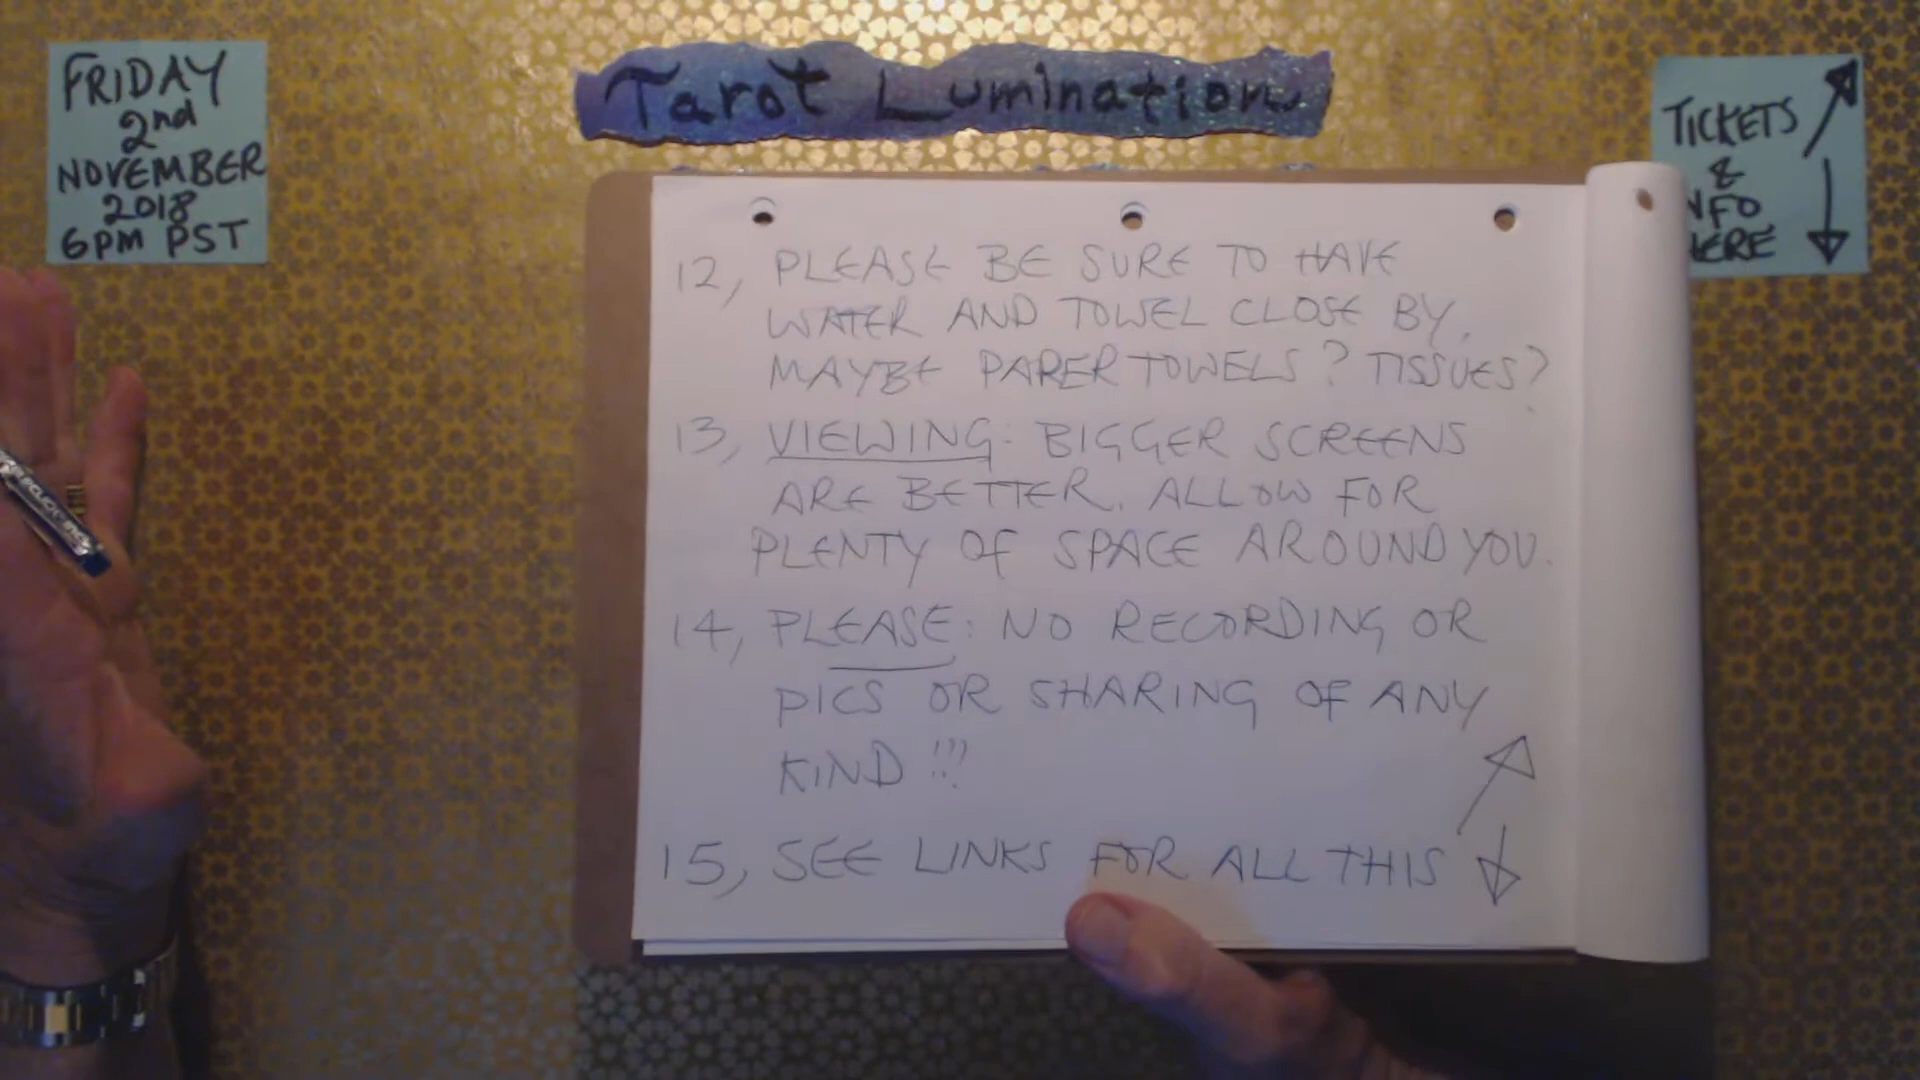 FRIDAY
2nd
NOVEMBER
2018
6PM PST
Tarot Lumination
TICKETS
&
NFO
HERE
12, PLEASE BE SURE TO HAVE
WATER AND TOWEL CLOSE BY.
MAYBE PAPER TOWELS? TISSUES?
13, VIEWING: BIGGER SCREENS
ARE BETTER. ALLOW FOR
PLENTY OF SPACE AROUND YOU.
14, PLEASE: NO RECORDING OR
PICS OR SHARING OF ANY
KIND!!!
15, SEE LINKS FOR ALL THIS